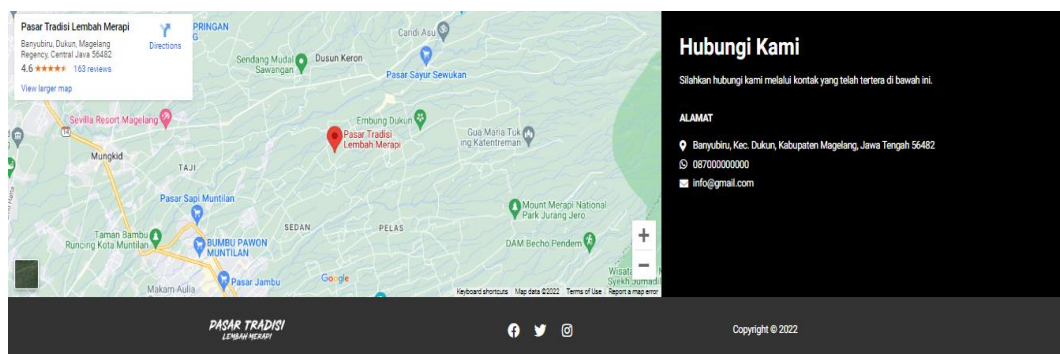 Pasar Tradisi Lembah Merapi
Banyubiru, Dukun, Magelang
Regency, Central Java 56482
4.6
163 reviews
View larger map
Directions
PRINGAN
G
Candi Asu
Sendang Mudal
Sawangan
Dusun Keron
Pasar Sayur Sewukan
Sevilla Resort Magelang
Embung Dukun
Pasar Tradisi
Lembah Merapi
Gua Maria Tuk
ng Katentreman
Mungkid
TAJI
Pasar Sapi Muntilan
Mount Merapi National
Park Jurang Jero
Taman Bambu
Runcing Kota Muntilan
SEDAN
PELAS
BUMBU PAWON
MUNTILAN
DAM Becho Pendem
Pasar Jambu
Google
Wisata
Syekh Jumadil
Makam Aulia
Keyboard shortcuts
Map data ©2022
Terms of Use
Report a map error
Hubungi Kami
Silahkan hubungi kami melalui kontak yang telah tertera di bawah ini.
ALAMAT
Banyubiru, Kec. Dukun, Kabupaten Magelang, Jawa Tengah 56482
087000000000
info@gmail.com
PASAR TRADISI
LEMBAH MERAPI
Copyright © 2022